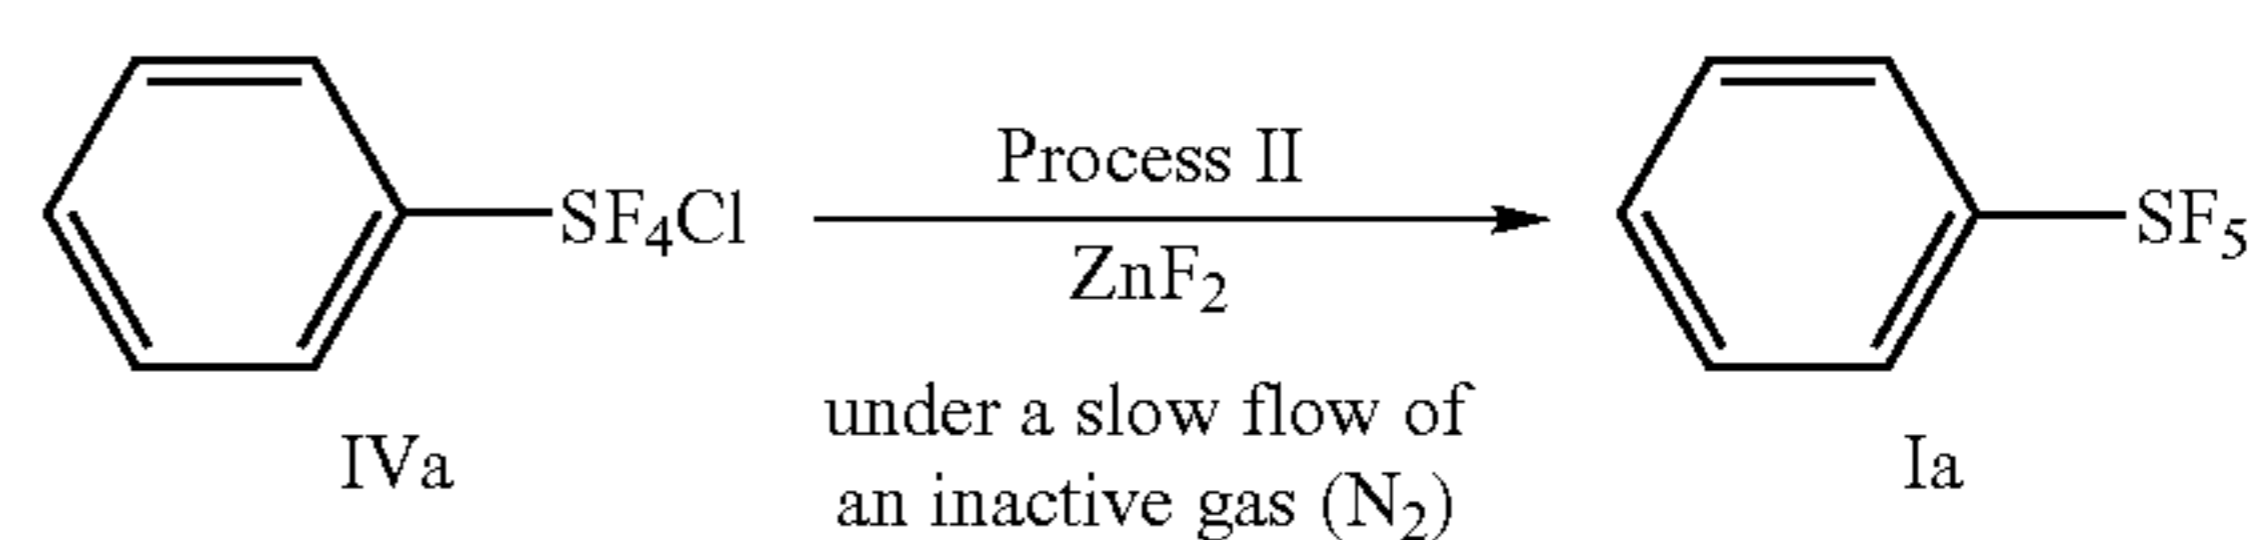 Process II
SF₄Cl
SF₅
ZnF₂
under a slow flow of
an inactive gas (N₂)
IVa
Ia